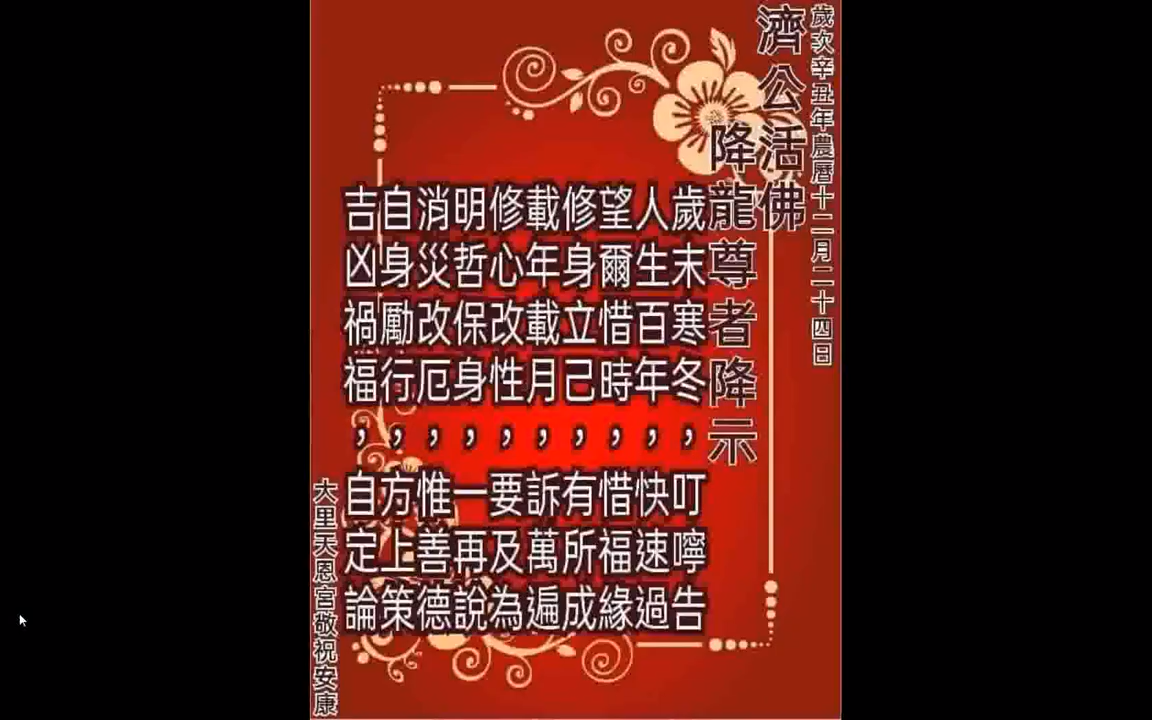 歲次辛丑年農曆十二月二十四日
濟公活佛
降龍尊者降示
歲末寒冬，叮嚀告
人生百年，快速過
望爾惜時，惜福緣
修身立己，有所成
載年載月，訴萬遍
修心改性，要及為
明哲保身，一再說
消災改厄，惟善德
自身勵行，方上策
吉凶禍福，自定論
大里天恩宮敬祝安康